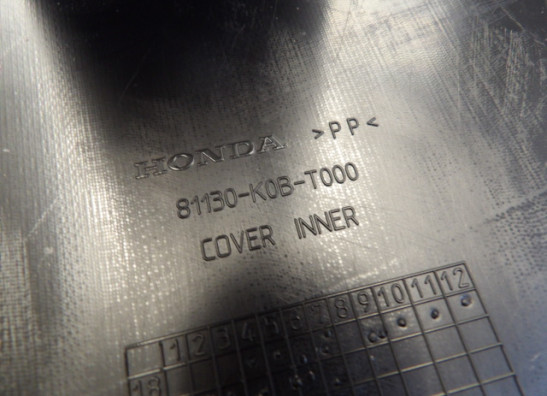 HONDA >PP<
81130-K0B-T000
COVER INNER
1 2 3 4 5 6 7 8 9 10 11 12
18